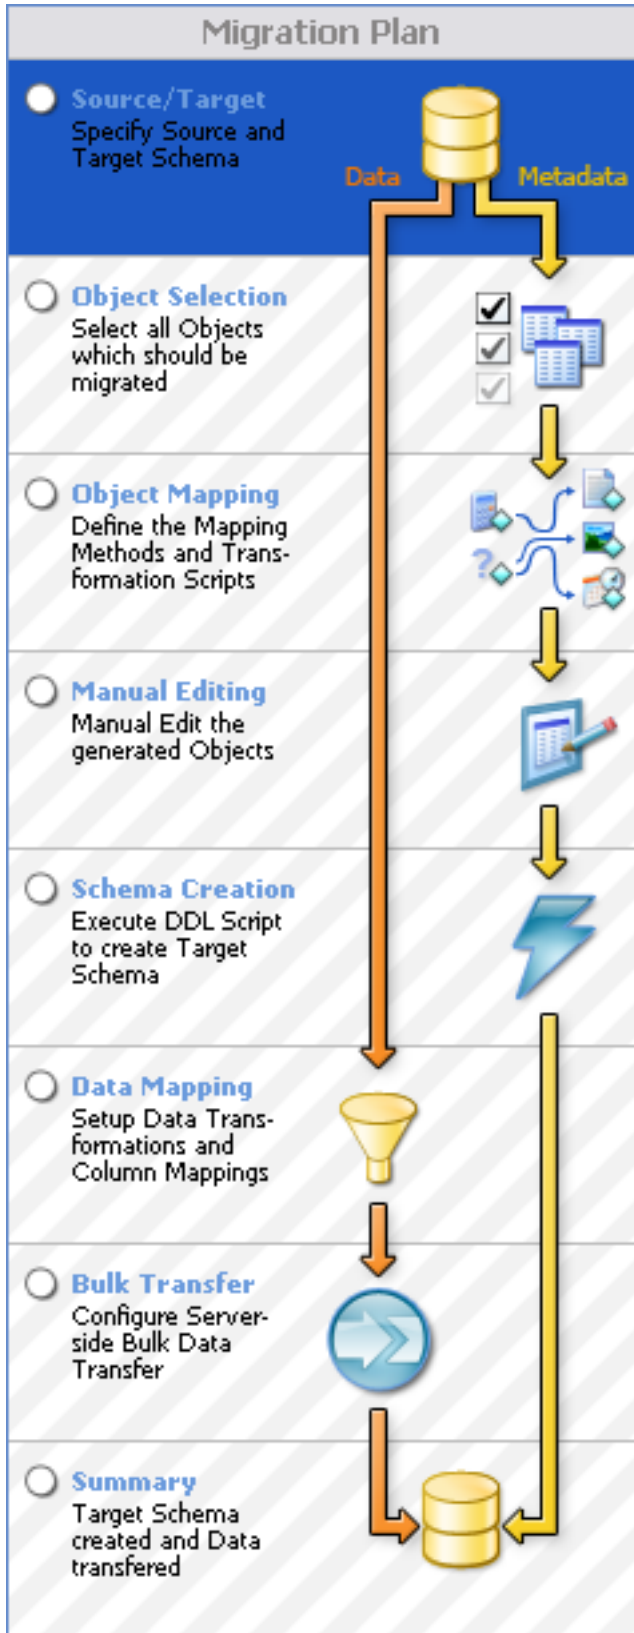 Migration Plan
Source/Target
Specify Source and
Target Schema
Data
Metadata
Object Selection
Select all Objects
which should be
migrated
Object Mapping
Define the Mapping
Methods and Trans-
formation Scripts
?
Manual Editing
Manual Edit the
generated Objects
Schema Creation
Execute DDL Script
to create Target
Schema
Data Mapping
Setup Data Trans-
formations and
Column Mappings
Bulk Transfer
Configure Server-
side Bulk Data
Transfer
Summary
Target Schema
created and Data
transfered